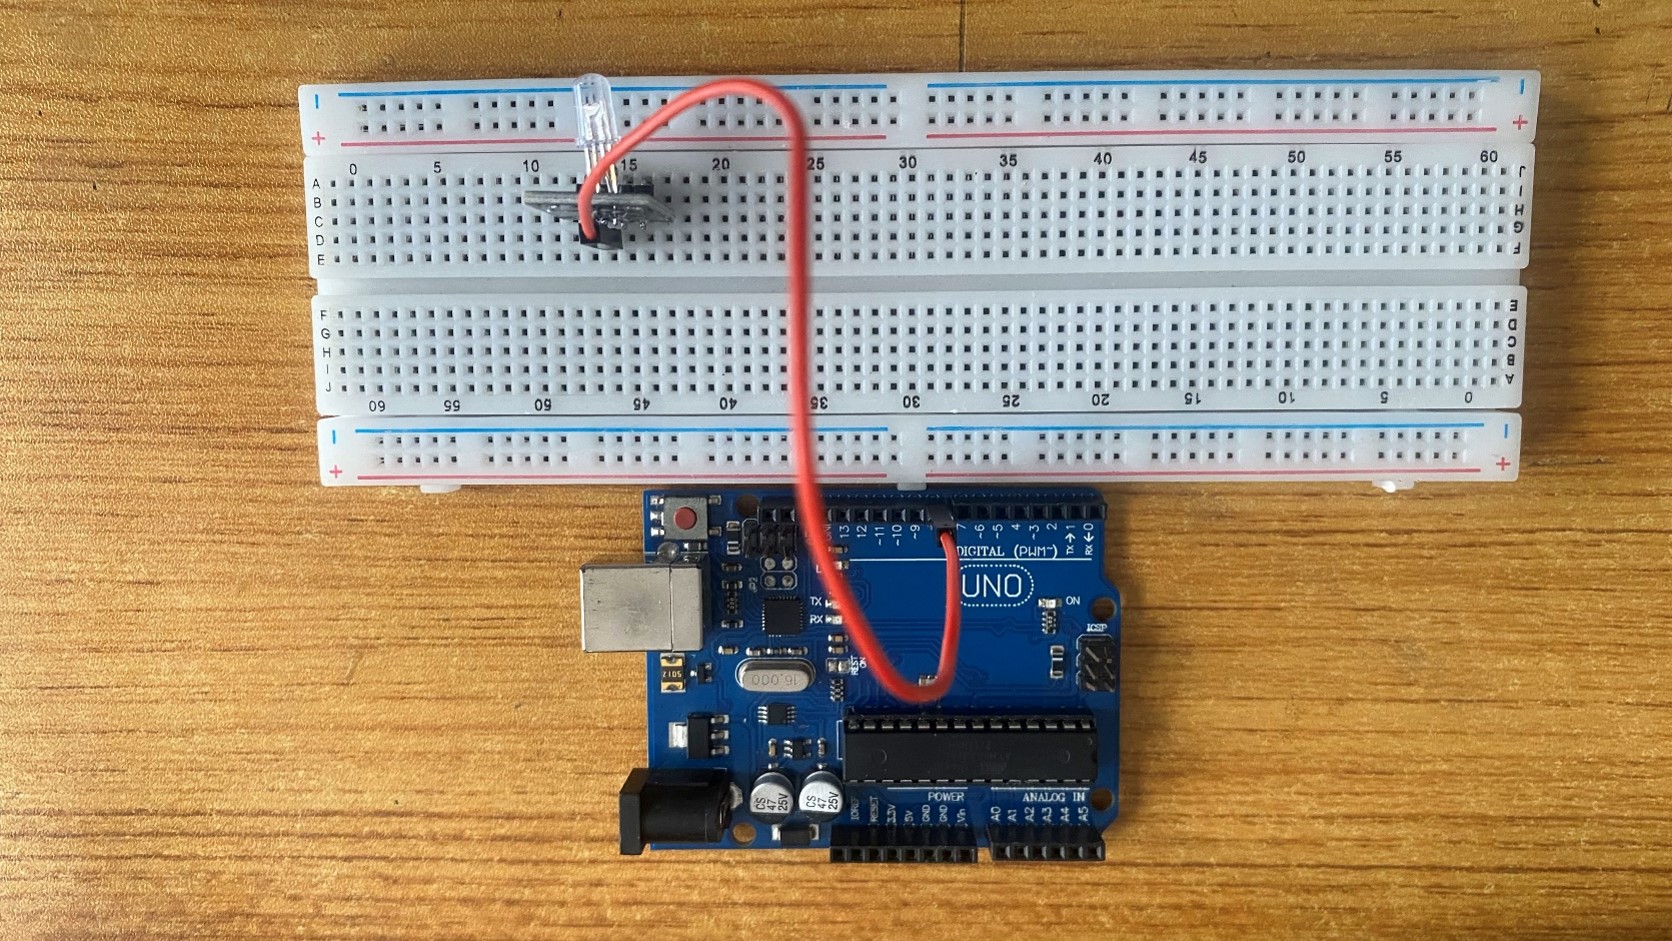 0 5 10 15 20 25 30 35 40 45 50 55 60
A J
B I
C H
D G
E F
F E
G D
H C
I B
J A
60 55 50 45 40 35 30 25 20 15 10 5 0
13 12 ~11 ~10 ~9 7 ~6 ~5 4 ~3 2 TX→1 RX←0
DIGITAL (PWM~)
UNO
TX
RX
ON
ICSP
16.000
CS 47 25V
CS 47 25V
POWER ANALOG IN
IOREF RESET 3.3V 5V GND GND Vin A0 A1 A2 A3 A4 A5